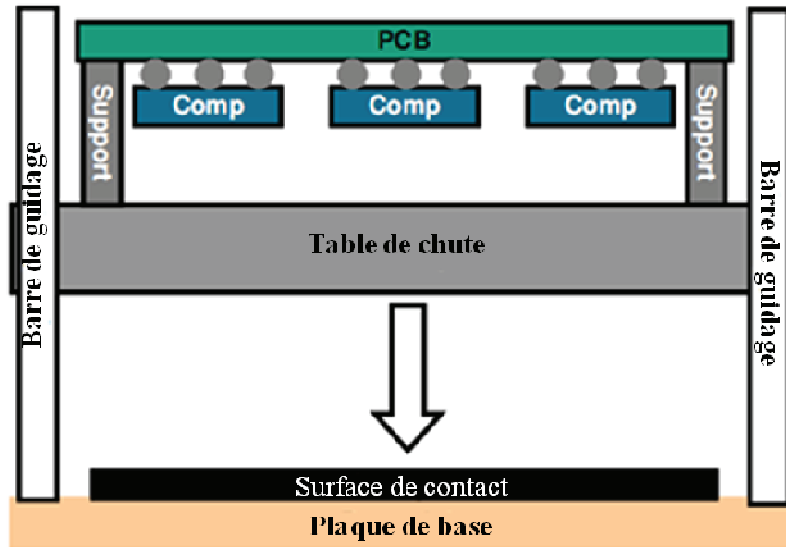 PCB
Comp
Comp
Comp
Support
Support
Barre de guidage
Barre de guidage
Table de chute
Surface de contact
Plaque de base